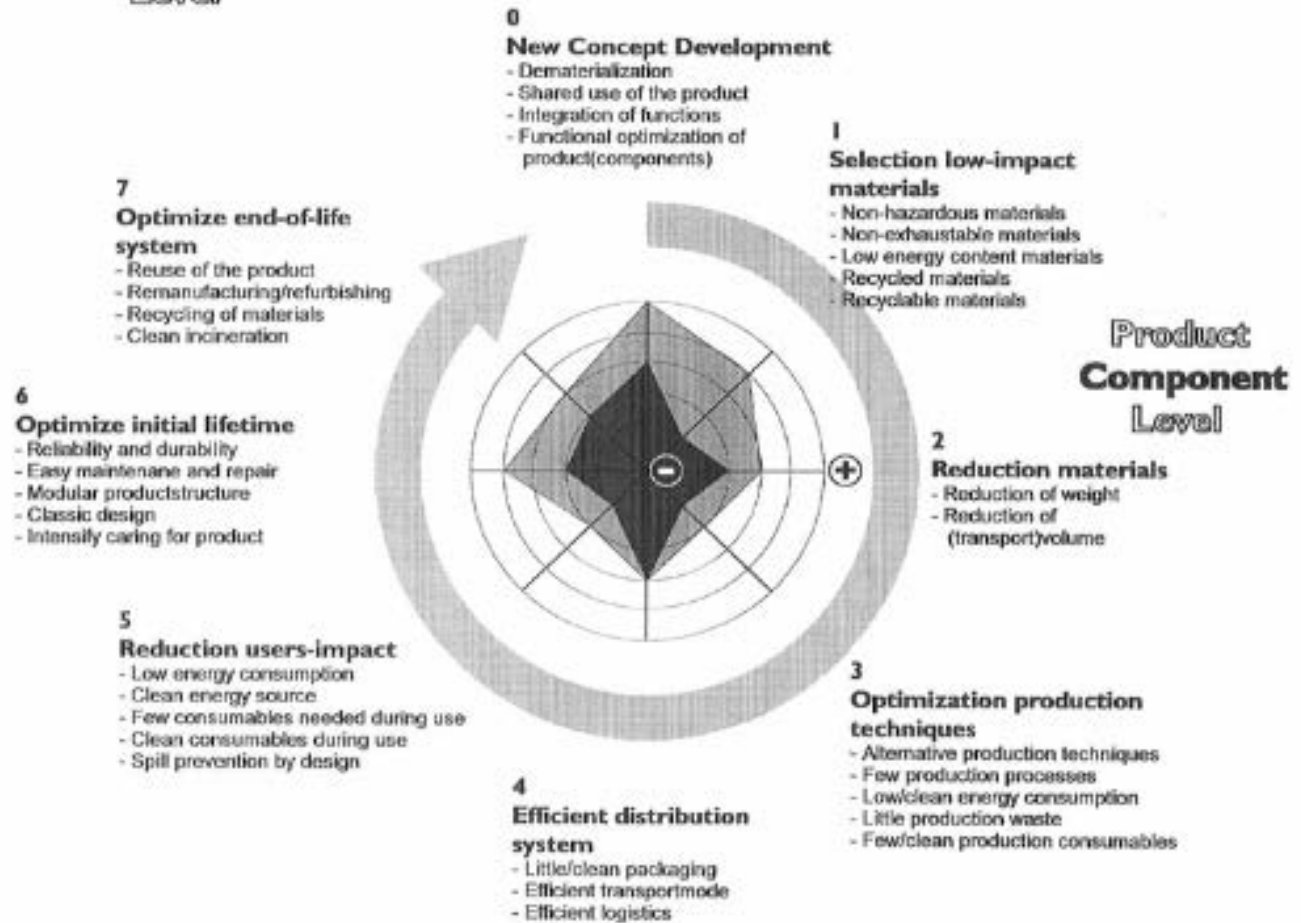 0
New Concept Development
- Dematerialization
- Shared use of the product
- Integration of functions
- Functional optimization of
product(components)
1
Selection low-impact
materials
- Non-hazardous materials
- Non-exhaustable materials
- Low energy content materials
- Recycled materials
- Recyclable materials
Product
Component
Level
2
Reduction materials
- Reduction of weight
- Reduction of
(transport)volume
3
Optimization production
techniques
- Alternative production techniques
- Few production processes
- Low/clean energy consumption
- Little production waste
- Few/clean production consumables
4
Efficient distribution
system
- Little/clean packaging
- Efficient transportmode
- Efficient logistics
5
Reduction users-impact
- Low energy consumption
- Clean energy source
- Few consumables needed during use
- Clean consumables during use
- Spill prevention by design
6
Optimize initial lifetime
- Reliability and durability
- Easy maintenane and repair
- Modular productstructure
- Classic design
- Intensify caring for product
7
Optimize end-of-life
system
- Reuse of the product
- Remanufacturing/refurbishing
- Recycling of materials
- Clean incineration
-
+